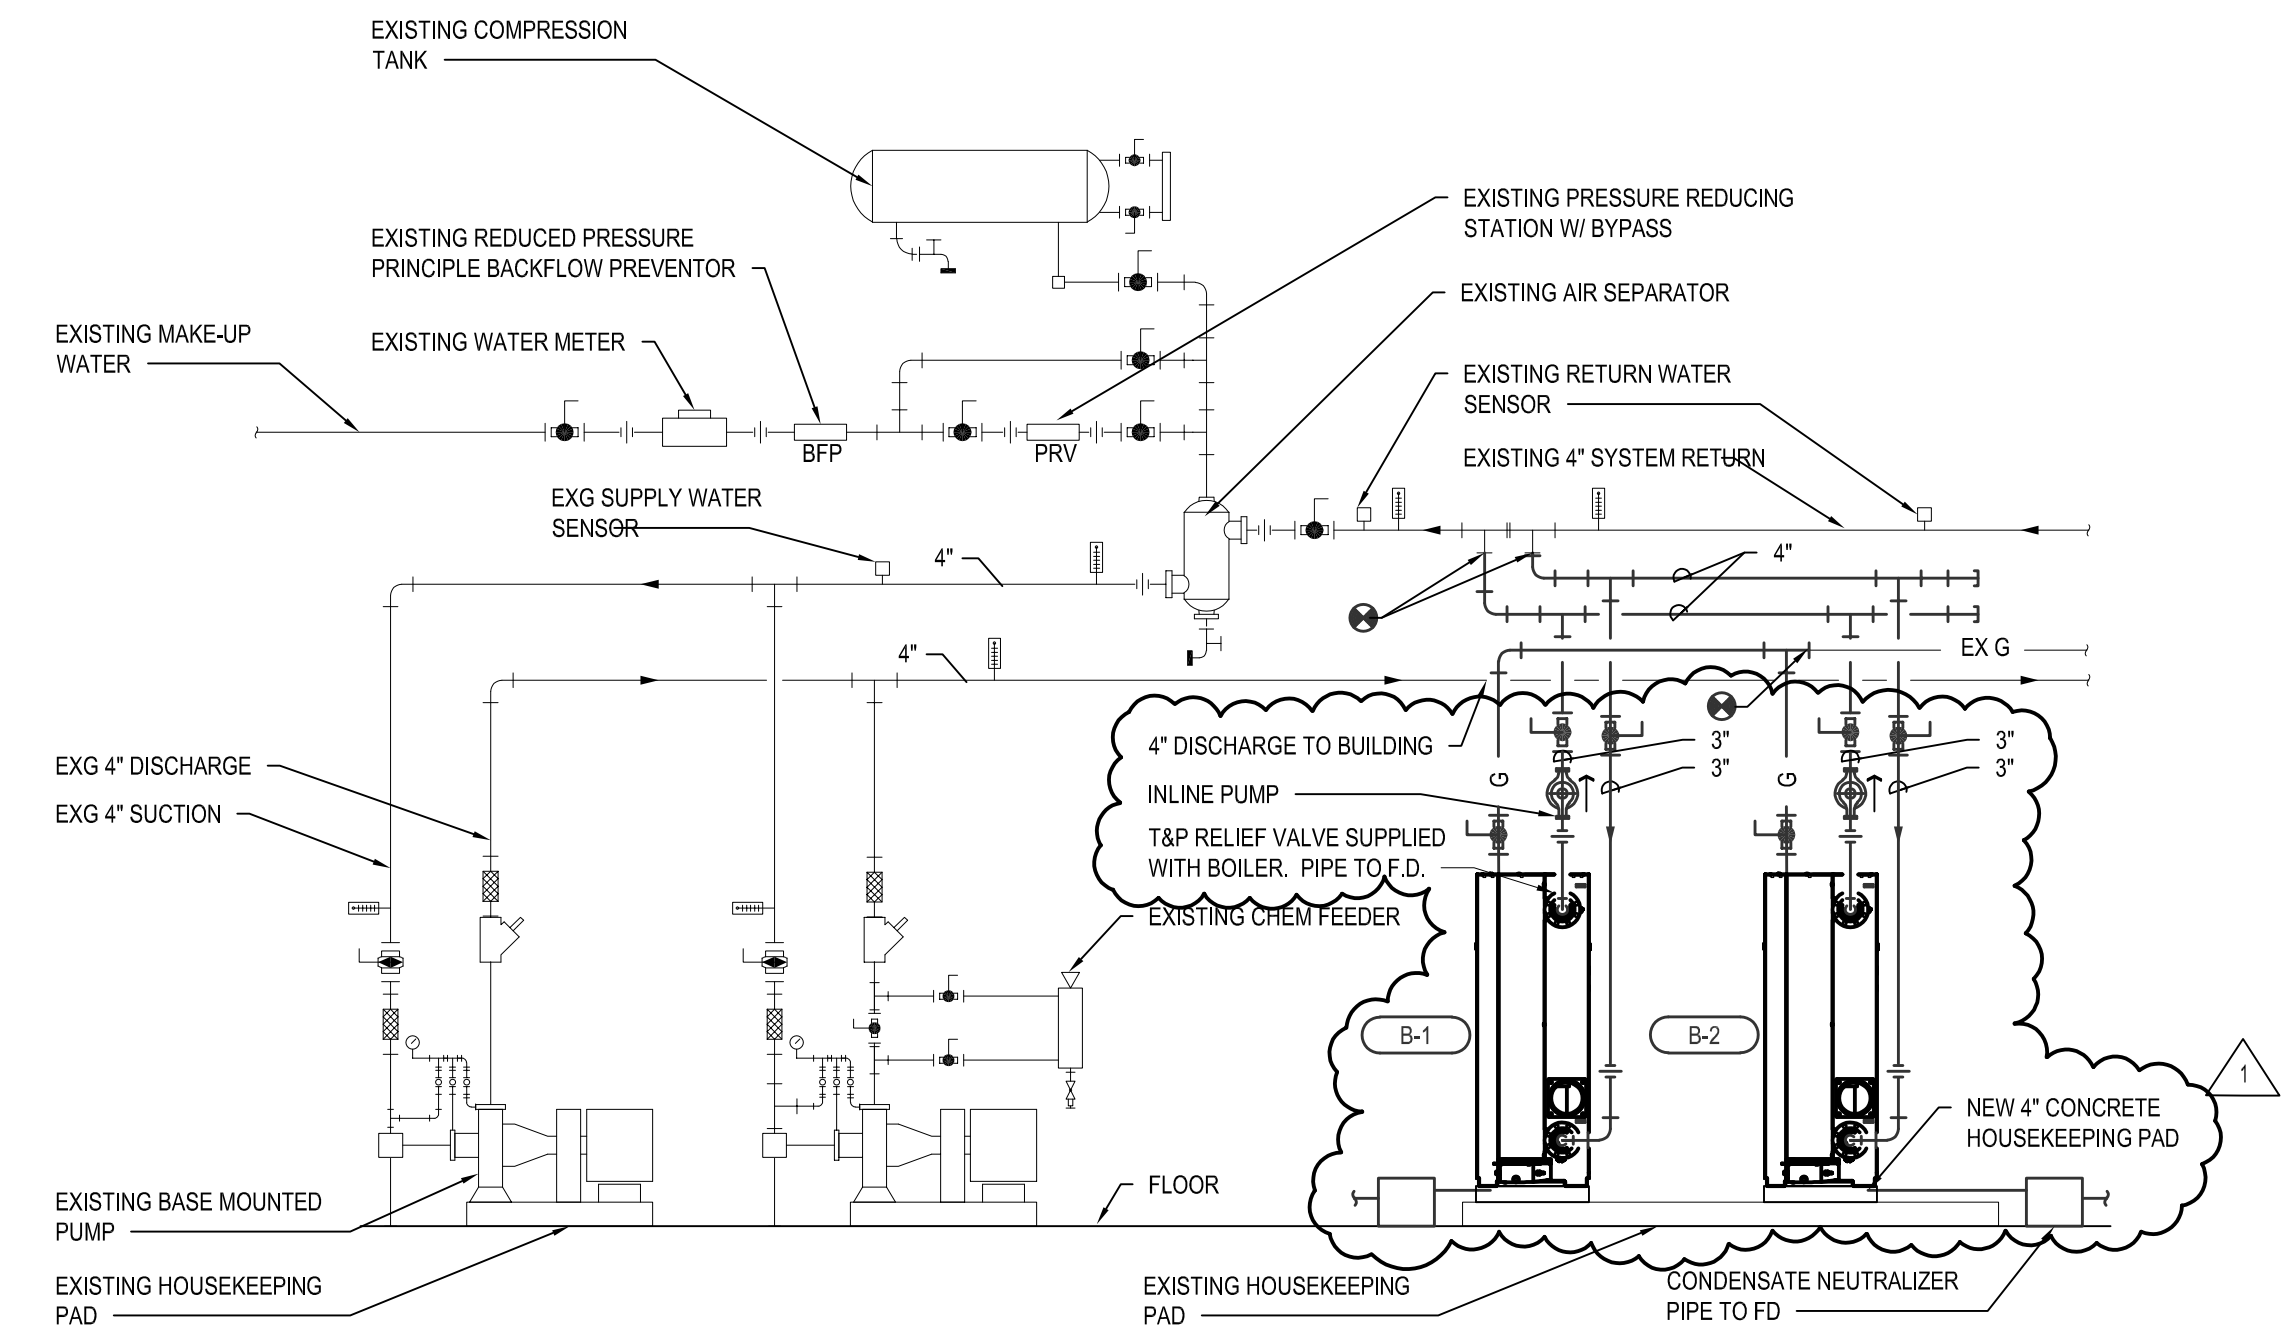 EXISTING COMPRESSION
TANK
EXISTING REDUCED PRESSURE
PRINCIPLE BACKFLOW PREVENTOR
EXISTING PRESSURE REDUCING
STATION W/ BYPASS
EXISTING AIR SEPARATOR
EXISTING MAKE-UP
WATER
EXISTING WATER METER
EXISTING RETURN WATER
SENSOR
BFP
PRV
EXISTING 4" SYSTEM RETURN
EXG SUPPLY WATER
SENSOR
4"
4"
4"
EX G
4" DISCHARGE TO BUILDING
3"
3"
3"
3"
G
G
EXG 4" DISCHARGE
EXG 4" SUCTION
INLINE PUMP
T&P RELIEF VALVE SUPPLIED
WITH BOILER. PIPE TO F.D.
EXISTING CHEM FEEDER
B-1
B-2
1
NEW 4" CONCRETE
HOUSEKEEPING PAD
FLOOR
EXISTING BASE MOUNTED
PUMP
EXISTING HOUSEKEEPING
PAD
EXISTING HOUSEKEEPING
PAD
CONDENSATE NEUTRALIZER
PIPE TO FD